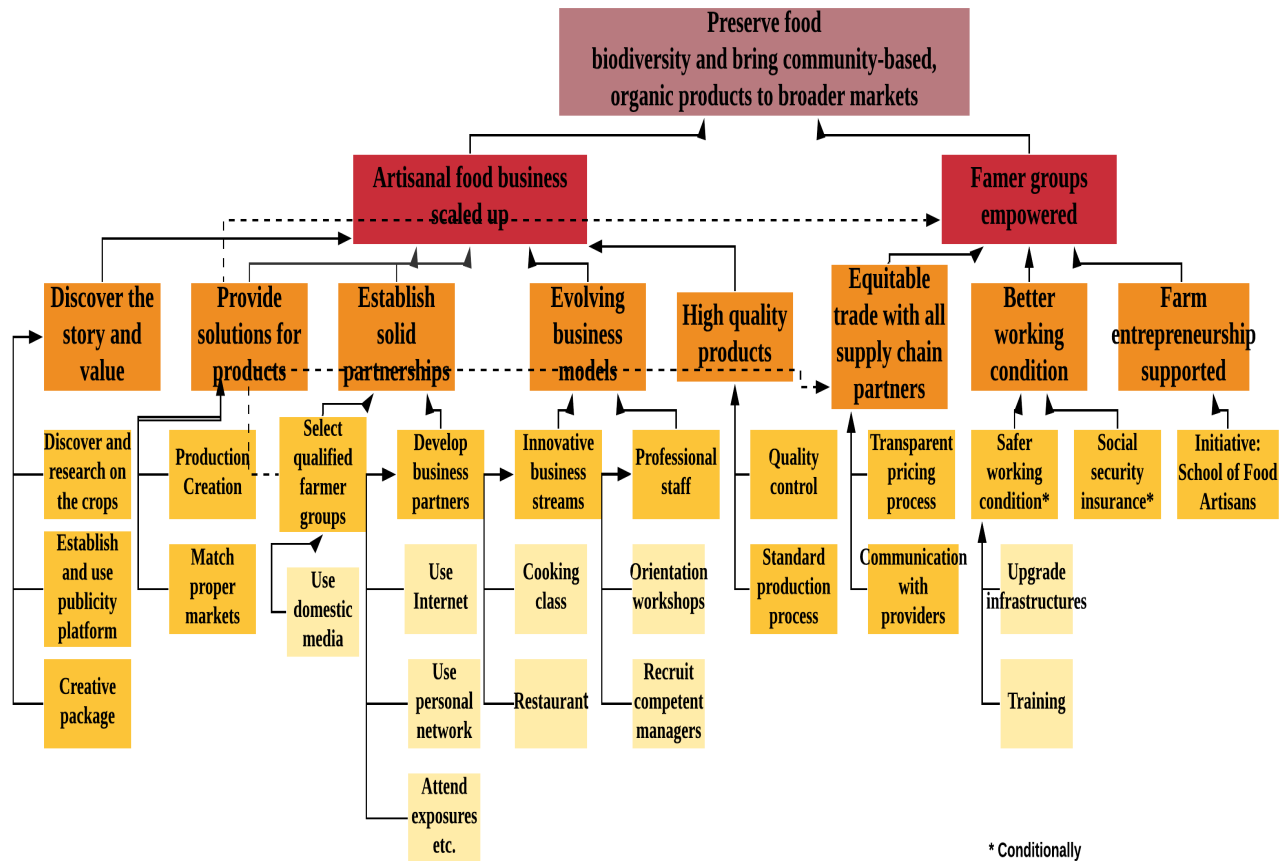 Preserve food
biodiversity and bring community-based,
organic products to broader markets
Artisanal food business
scaled up
Famer groups
empowered
Discover the
story and
value
Provide
solutions for
products
Establish
solid
partnerships
Evolving
business
models
High quality
products
Equitable
trade with all
supply chain
partners
Better
working
condition
Farm
entrepreneurship
supported
Discover and
research on
the crops
Production
Creation
Select
qualified
farmer
groups
Develop
business
partners
Innovative
business
streams
Professional
staff
Quality
control
Transparent
pricing
process
Safer
working
condition*
Social
security
insurance*
Initiative:
School of Food
Artisans
Establish
and use
publicity
platform
Match
proper
markets
Use
domestic
media
Use
Internet
Cooking
class
Orientation
workshops
Standard
production
process
Communication
with
providers
Upgrade
infrastructures
Creative
package
Use
personal
network
Restaurant
Recruit
competent
managers
Training
Attend
exposures
etc.
* Conditionally